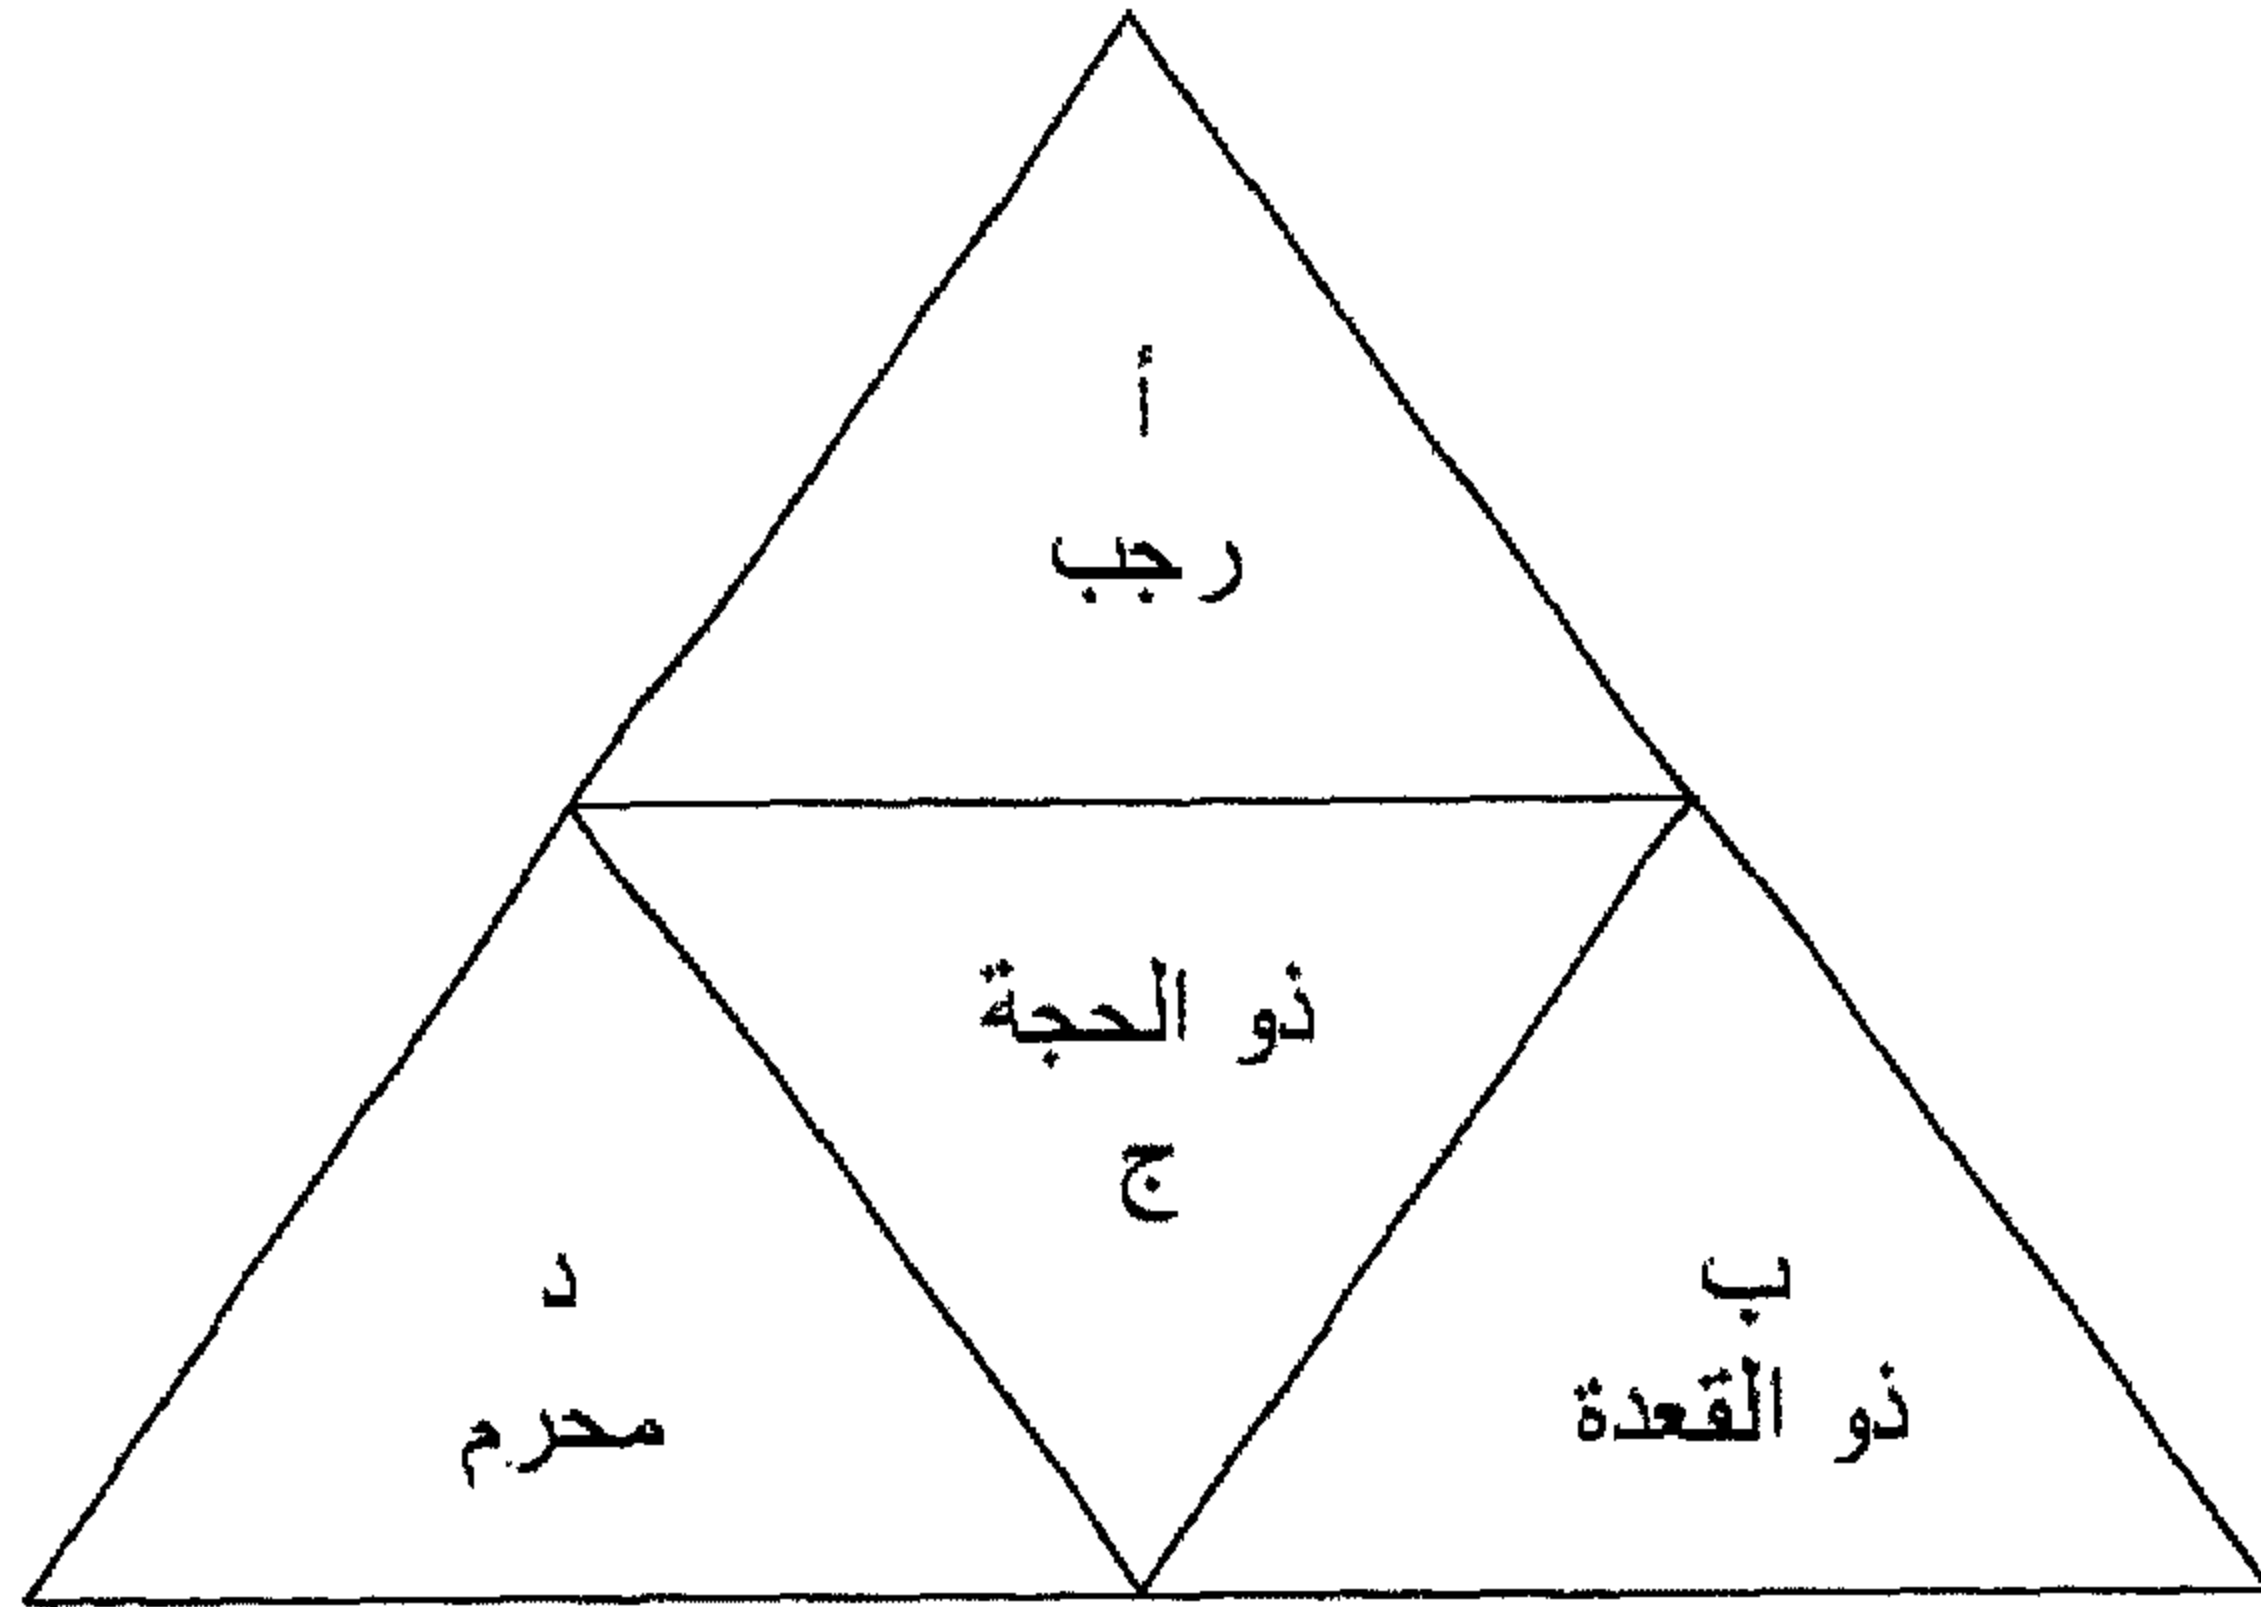 أ
رجب
ذو الحجة
ج
ب
ذو القعدة
د
محرم